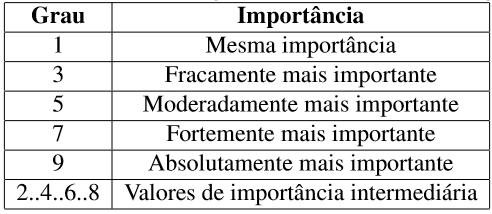 Grau Importância
1 Mesma importância
3 Fracamente mais importante
5 Moderadamente mais importante
7 Fortemente mais importante
9 Absolutamente mais importante
2..4..6..8 Valores de importância intermediária